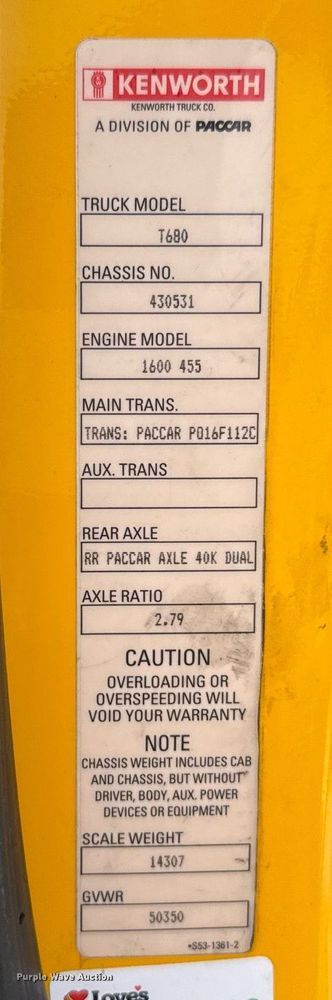 KENWORTH
KENWORTH TRUCK CO.
A DIVISION OF PACCAR
TRUCK MODEL
T680
CHASSIS NO.
430531
ENGINE MODEL
1600 455
MAIN TRANS.
TRANS: PACCAR PO16F112C
AUX. TRANS
REAR AXLE
RR PACCAR AXLE 40K DUAL
AXLE RATIO
2.79
CAUTION
OVERLOADING OR
OVERSPEEDING WILL
VOID YOUR WARRANTY
NOTE
CHASSIS WEIGHT INCLUDES CAB
AND CHASSIS, BUT WITHOUT
DRIVER, BODY, AUX. POWER
DEVICES OR EQUIPMENT
SCALE WEIGHT
14307
GVWR
50350
•S53-1361-2
Purple Wave Auction
Love's